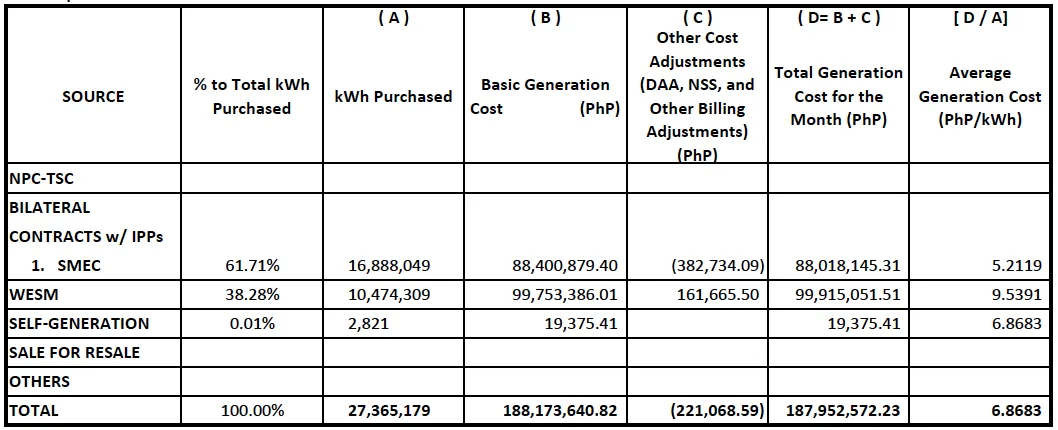 ( A ) ( B ) ( C ) ( D= B + C ) [ D / A]
SOURCE % to Total kWh Purchased kWh Purchased Basic Generation Cost (PhP) Other Cost Adjustments (DAA, NSS, and Other Billing Adjustments) (PhP) Total Generation Cost for the Month (PhP) Average Generation Cost (PhP/kWh)
NPC-TSC
BILATERAL
CONTRACTS w/ IPPs
1. SMEC 61.71% 16,888,049 88,400,879.40 (382,734.09) 88,018,145.31 5.2119
WESM 38.28% 10,474,309 99,753,386.01 161,665.50 99,915,051.51 9.5391
SELF-GENERATION 0.01% 2,821 19,375.41 19,375.41 6.8683
SALE FOR RESALE
OTHERS
TOTAL 100.00% 27,365,179 188,173,640.82 (221,068.59) 187,952,572.23 6.8683